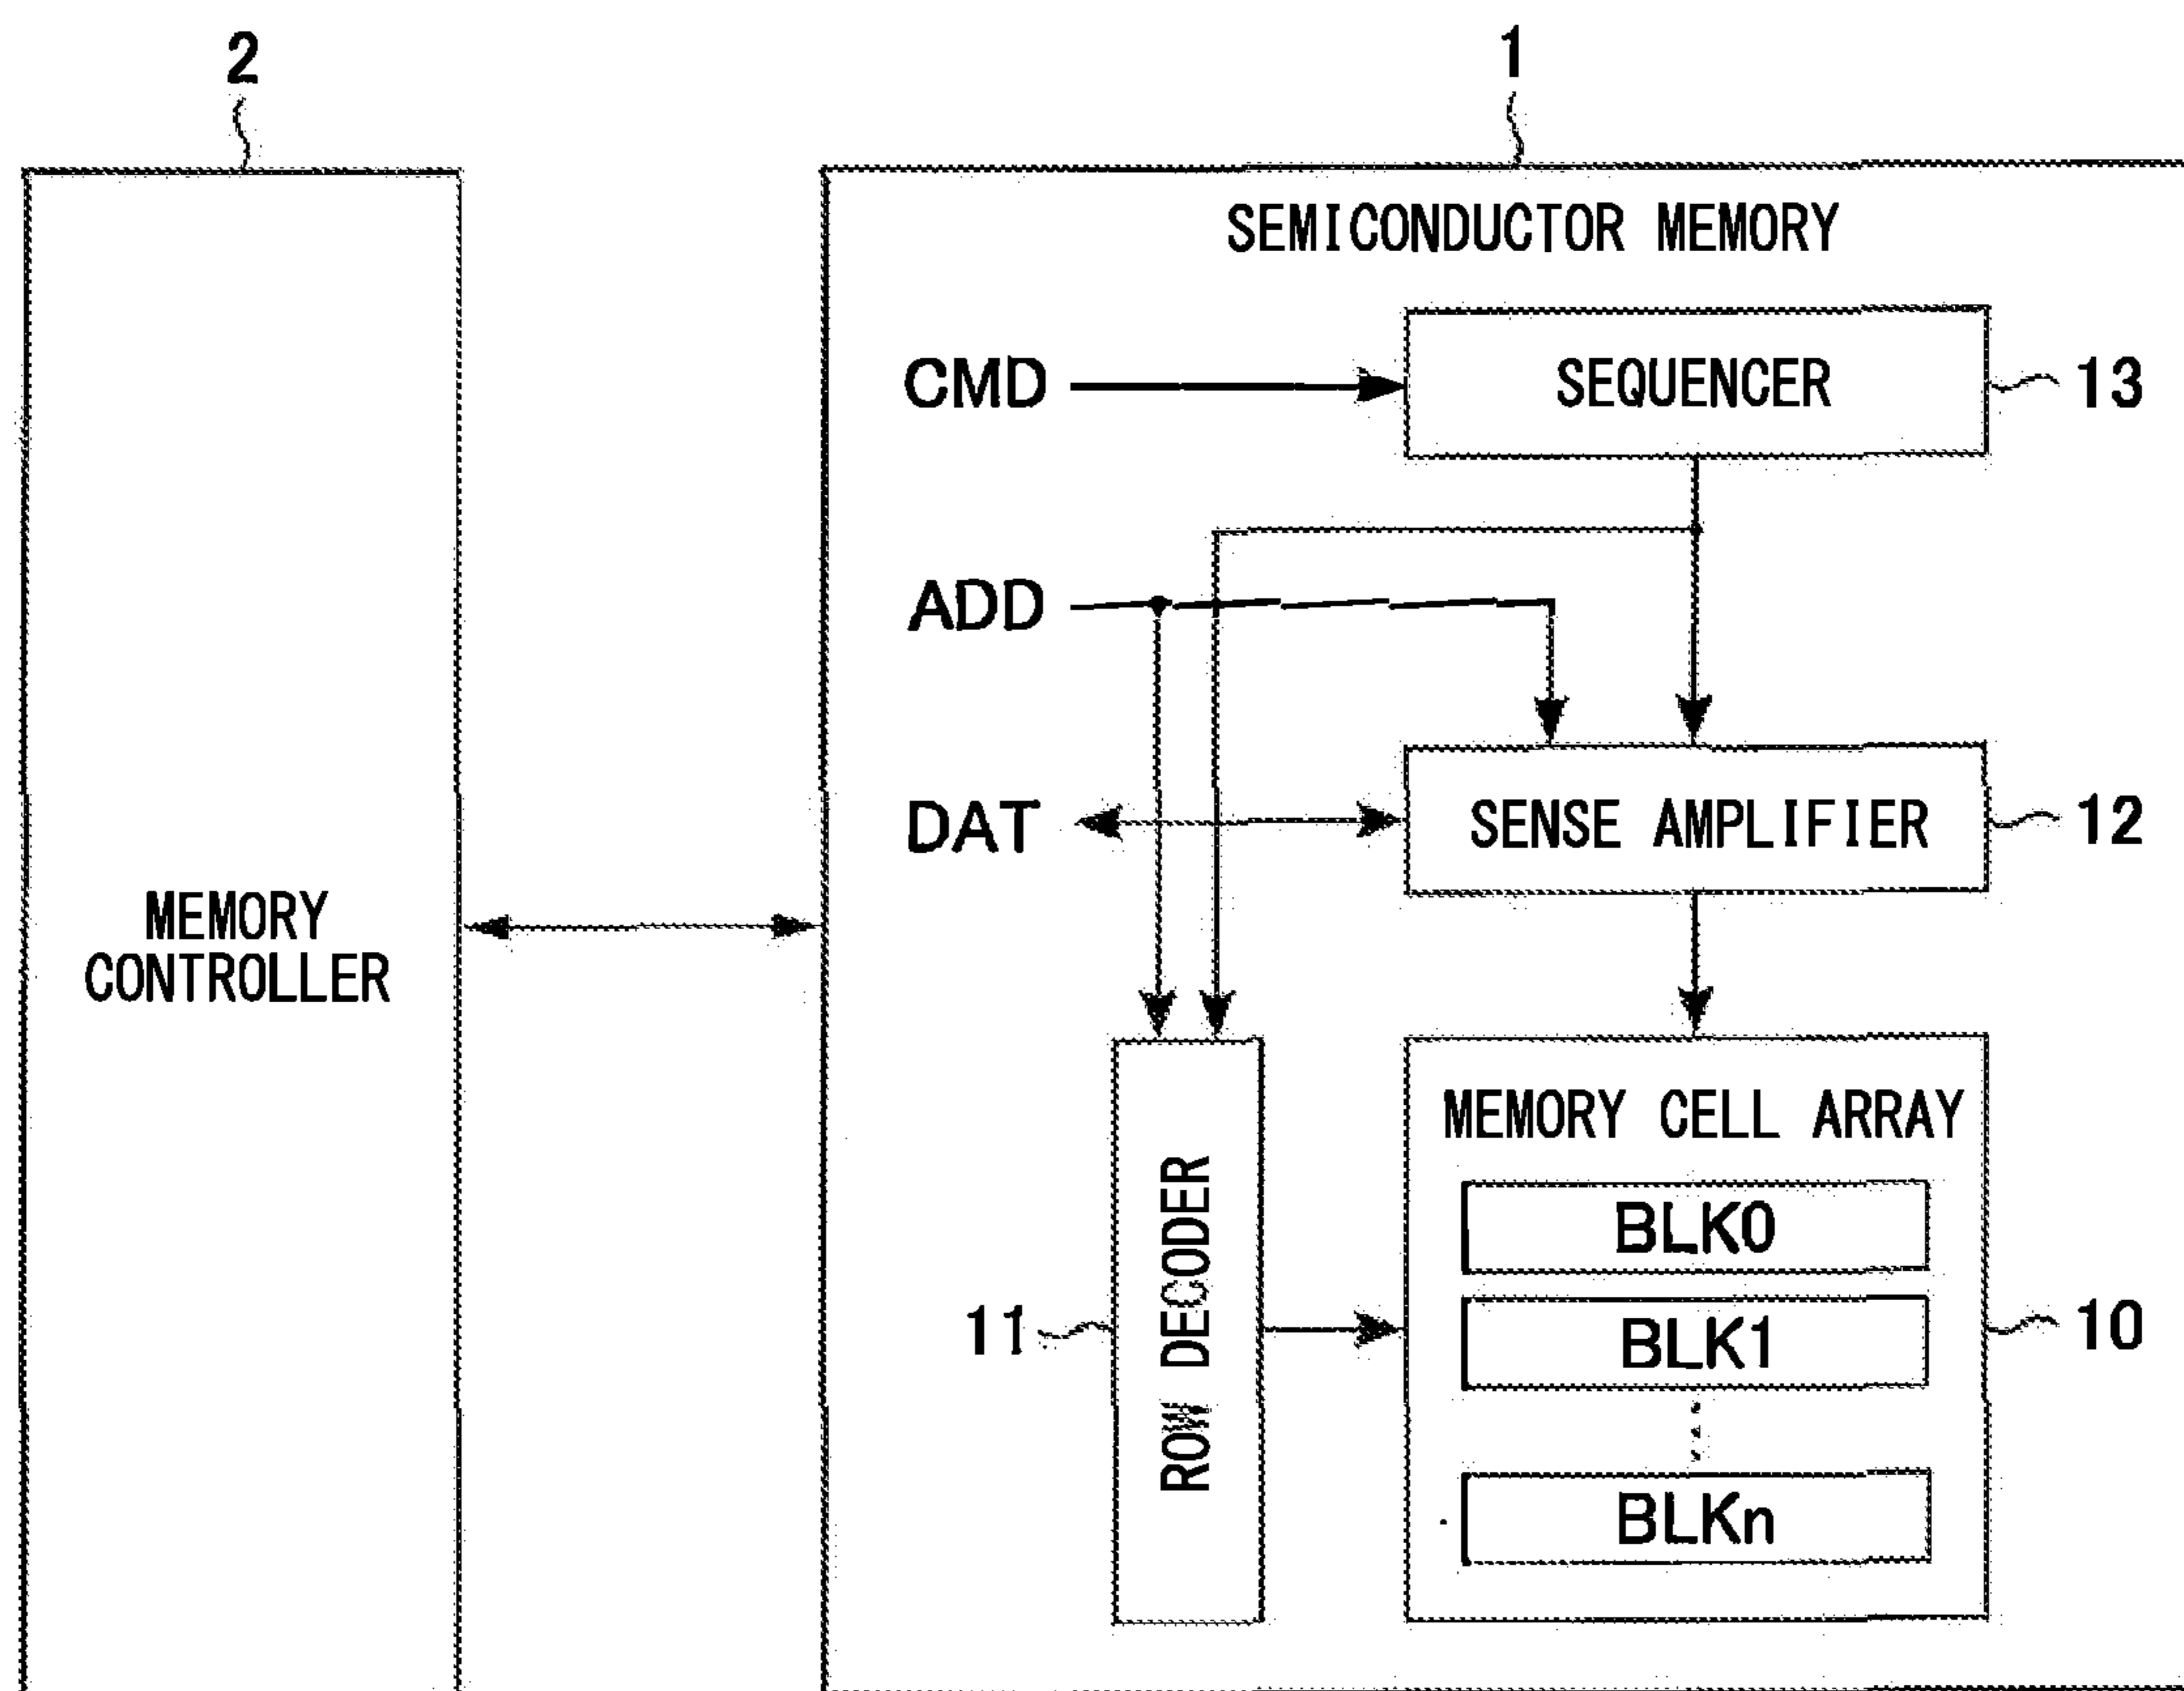 2
1
SEMICONDUCTOR MEMORY
CMD
SEQUENCER
13
ADD
DAT
SENSE AMPLIFIER
12
MEMORY
CONTROLLER
MEMORY CELL ARRAY
BLK0
11
ROW DECODER
BLK1
10
BLKn